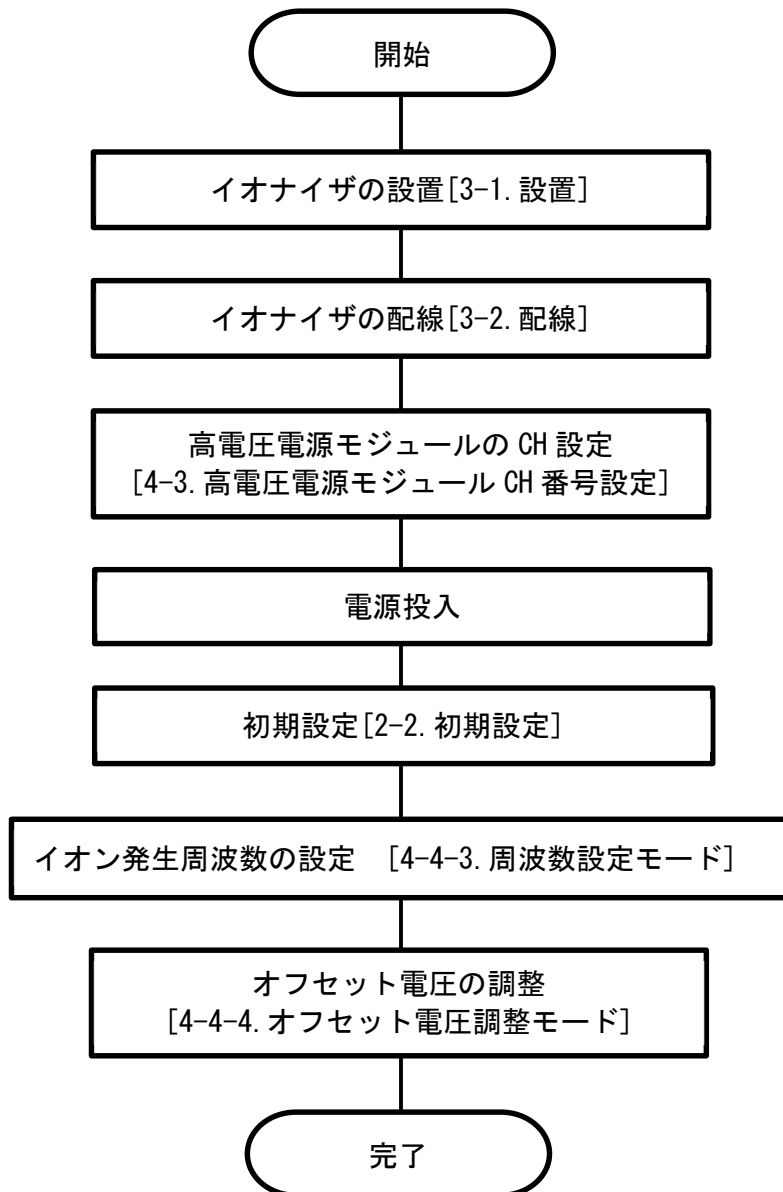 開始
イオナイザの設置[3-1.設置]
イオナイザの配線[3-2.配線]
高電圧電源モジュールの CH 設定
[4-3.高電圧電源モジュール CH 番号設定]
電源投入
初期設定[2-2.初期設定]
イオン発生周波数の設定　[4-4-3.周波数設定モード]
オフセット電圧の調整
[4-4-4.オフセット電圧調整モード]
完了